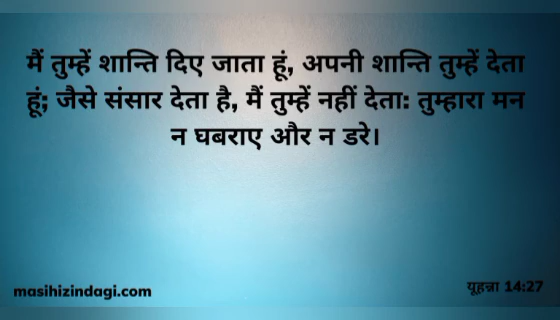 मैं तुम्हें शान्ति दिए जाता हूं, अपनी शान्ति तुम्हें देता
हूं; जैसे संसार देता है, मैं तुम्हें नहीं देता: तुम्हारा मन
न घबराए और न डरे।
masihizindagi.com
यूहन्ना 14:27